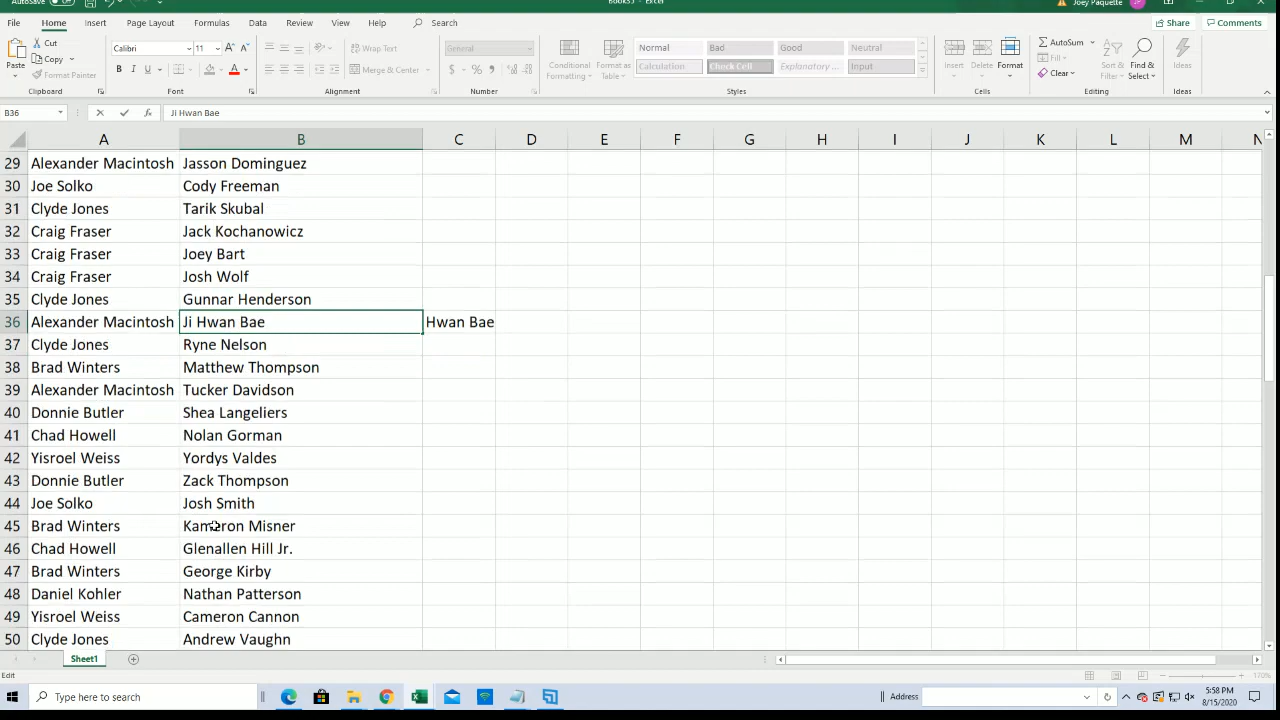 AutoSave
Book35 - Excel
Joey Paquette
JP
File Home Insert Page Layout Formulas Data Review View Help Search
Share Comments
Paste
Cut
Copy
Format Painter
Clipboard
Calibri 11
Font
Wrap Text
Merge & Center
Alignment
General
Number
Conditional Formatting
Format as Table
Normal Bad Good Neutral
Calculation Check Cell Explanatory ... Input
Styles
Insert Delete Format
Cells
AutoSum
Fill
Clear
Sort & Filter
Find & Select
Editing
Ideas
Ideas
B36 Ji Hwan Bae
A B C D E F G H I J K L M N
29 Alexander Macintosh Jasson Dominguez
30 Joe Solko Cody Freeman
31 Clyde Jones Tarik Skubal
32 Craig Fraser Jack Kochanowicz
33 Craig Fraser Joey Bart
34 Craig Fraser Josh Wolf
35 Clyde Jones Gunnar Henderson
36 Alexander Macintosh Ji Hwan Bae Hwan Bae
37 Clyde Jones Ryne Nelson
38 Brad Winters Matthew Thompson
39 Alexander Macintosh Tucker Davidson
40 Donnie Butler Shea Langeliers
41 Chad Howell Nolan Gorman
42 Yisroel Weiss Yordys Valdes
43 Donnie Butler Zack Thompson
44 Joe Solko Josh Smith
45 Brad Winters Kameron Misner
46 Chad Howell Glenallen Hill Jr.
47 Brad Winters George Kirby
48 Daniel Kohler Nathan Patterson
49 Yisroel Weiss Cameron Cannon
50 Clyde Jones Andrew Vaughn
Sheet1
Edit
170%
Type here to search
Address
5:58 PM
8/15/2020